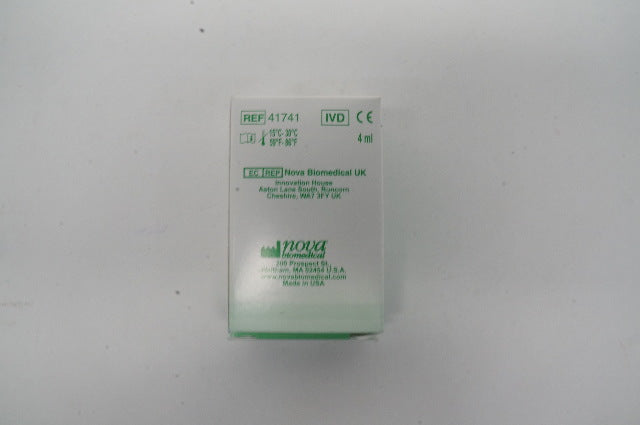 REF 41741 IVD CE
15°C- 30°C 4 ml
59°F- 86°F
EC REP Nova Biomedical UK
Innovation House
Aston Lane South, Runcorn
Cheshire, WA7 3FY UK
nova
biomedical
200 Prospect St.
Waltham, MA 02454 U.S.A.
www.novabiomedical.com
Made in USA